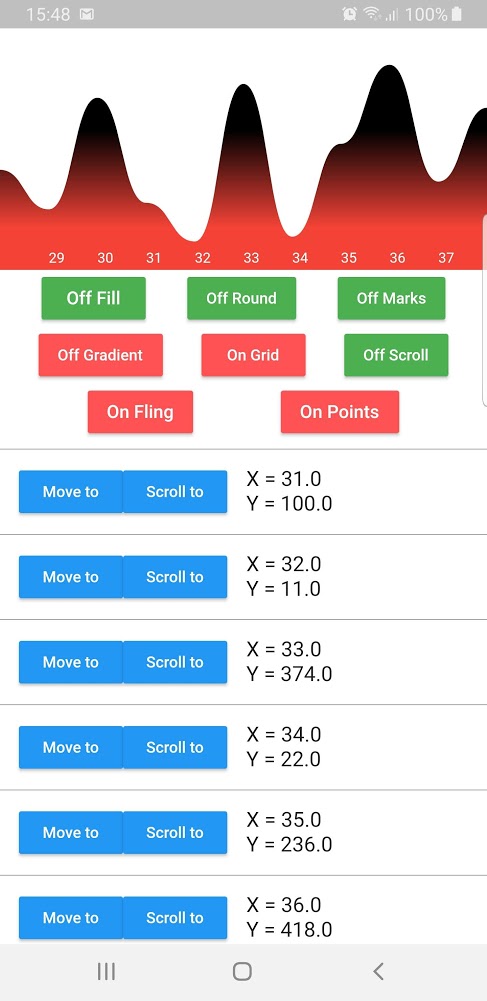 15:48 100%
29 30 31 32 33 34 35 36 37
Off Fill Off Round Off Marks
Off Gradient On Grid Off Scroll
On Fling On Points
Move to Scroll to X = 31.0
Y = 100.0
Move to Scroll to X = 32.0
Y = 11.0
Move to Scroll to X = 33.0
Y = 374.0
Move to Scroll to X = 34.0
Y = 22.0
Move to Scroll to X = 35.0
Y = 236.0
Move to Scroll to X = 36.0
Y = 418.0